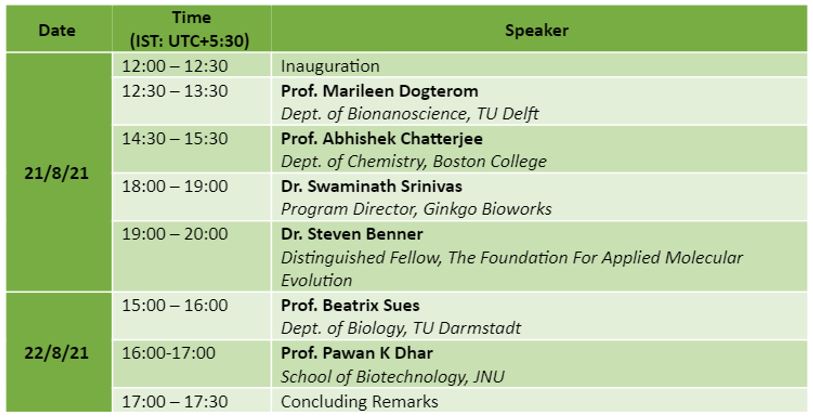 Date
Time
(IST: UTC+5:30)
Speaker
21/8/21
12:00 – 12:30
Inauguration
12:30 – 13:30
Prof. Marileen Dogterom
Dept. of Bionanoscience, TU Delft
14:30 – 15:30
Prof. Abhishek Chatterjee
Dept. of Chemistry, Boston College
18:00 – 19:00
Dr. Swaminath Srinivas
Program Director, Ginkgo Bioworks
19:00 – 20:00
Dr. Steven Benner
Distinguished Fellow, The Foundation For Applied Molecular
Evolution
22/8/21
15:00 – 16:00
Prof. Beatrix Sues
Dept. of Biology, TU Darmstadt
16:00-17:00
Prof. Pawan K Dhar
School of Biotechnology, JNU
17:00 – 17:30
Concluding Remarks